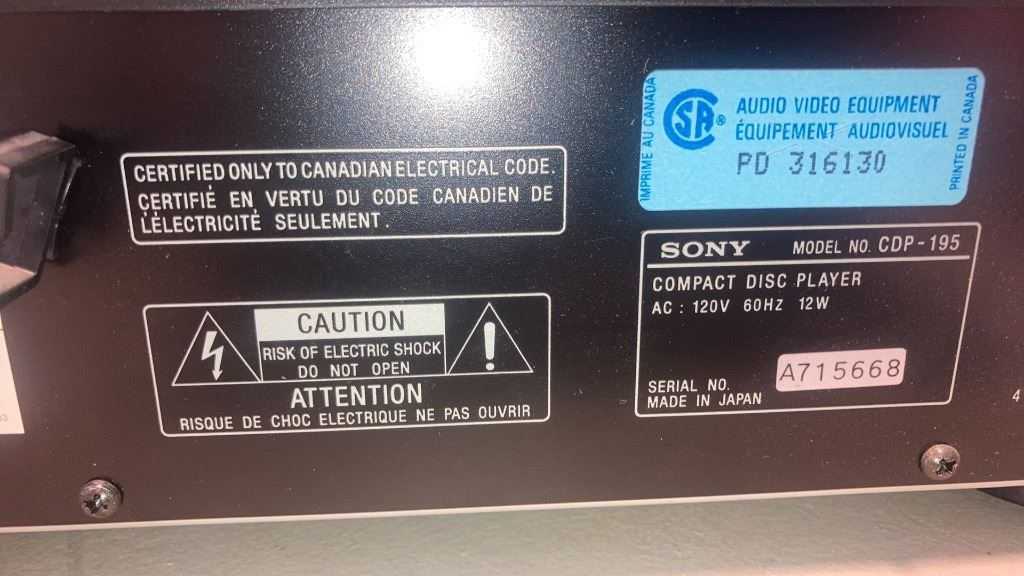 CERTIFIED ONLY TO CANADIAN ELECTRICAL CODE.
CERTIFIÉ EN VERTU DU CODE CANADIEN DE
L'ÉLECTRICITÉ SEULEMENT.
CAUTION
RISK OF ELECTRIC SHOCK
DO NOT OPEN
ATTENTION
RISQUE DE CHOC ELECTRIQUE NE PAS OUVRIR
IMPRIMÉ AU CANADA
SA®
AUDIO VIDEO EQUIPMENT
ÉQUIPEMENT AUDIOVISUEL
PD 316130
PRINTED IN CANADA
SONY MODEL NO. CDP-195
COMPACT DISC PLAYER
AC : 120V 60HZ 12W
SERIAL NO. A715668
MADE IN JAPAN
4